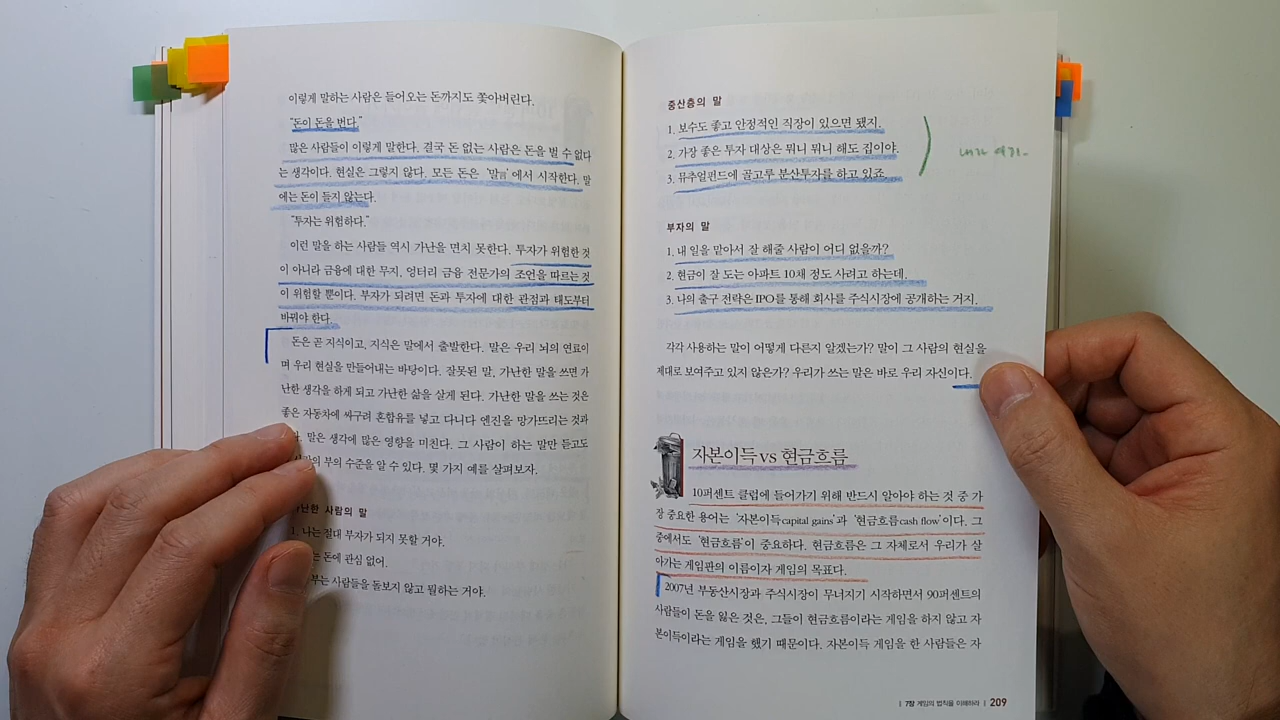 이렇게 말하는 사람은 들어오는 돈까지도 쫓아버린다.
"돈이 돈을 번다."
많은 사람들이 이렇게 말한다. 결국 돈 없는 사람은 돈을 벌 수 없다
는 생각이다. 현실은 그렇지 않다. 모든 돈은 '말言'에서 시작한다. 말
에는 돈이 들지 않는다.
"투자는 위험하다."
이런 말을 하는 사람들 역시 가난을 면치 못한다. 투자가 위험한 것
이 아니라 금융에 대한 무지, 엉터리 금융 전문가의 조언을 따르는 것
이 위험할 뿐이다. 부자가 되려면 돈과 투자에 대한 관점과 태도부터
바꿔야 한다.
돈은 곧 지식이고, 지식은 말에서 출발한다. 말은 우리 뇌의 연료이
며 우리 현실을 만들어내는 바탕이다. 잘못된 말, 가난한 말을 쓰면 가
난한 생각을 하게 되고 가난한 삶을 살게 된다. 가난한 말을 쓰는 것은
좋은 자동차에 싸구려 혼합유를 넣고 다니다 엔진을 망가뜨리는 것과
말은 생각에 많은 영향을 미친다. 그 사람이 하는 말만 듣고도
부의 수준을 알 수 있다. 몇 가지 예를 살펴보자.
사람의 말
1. 나는 절대 부자가 되지 못할 거야.
돈에 관심 없어.
사람들을 돌보지 않고 뭘하는 거야.
중산층의 말
1. 보수도 좋고 안정적인 직장이 있으면 됐지.
2. 가장 좋은 투자 대상은 뭐니 뭐니 해도 집이야.
3. 뮤추얼펀드에 골고루 분산투자를 하고 있죠.
부자의 말
1. 내 일을 맡아서 잘 해줄 사람이 어디 없을까?
2. 현금이 잘 도는 아파트 10채 정도 사려고 하는데.
3. 나의 출구 전략은 IPO를 통해 회사를 주식시장에 공개하는 거지.
각각 사용하는 말이 어떻게 다른지 알겠는가? 말이 그 사람의 현실을
제대로 보여주고 있지 않은가? 우리가 쓰는 말은 바로 우리 자신이다.
자본이득 vs 현금흐름
10퍼센트 클럽에 들어가기 위해 반드시 알아야 하는 것 중 가
장 중요한 용어는 '자본이득capital gains'과 '현금흐름cash flow'이다. 그
중에서도 '현금흐름'이 중요하다. 현금흐름은 그 자체로서 우리가 살
아가는 게임판의 이름이자 게임의 목표다.
2007년 부동산시장과 주식시장이 무너지기 시작하면서 90퍼센트의
사람들이 돈을 잃은 것은, 그들이 현금흐름이라는 게임을 하지 않고 자
본이득이라는 게임을 했기 때문이다. 자본이득 게임을 한 사람들은 자
| 7장 게임의 법칙을 이해하라 | 209